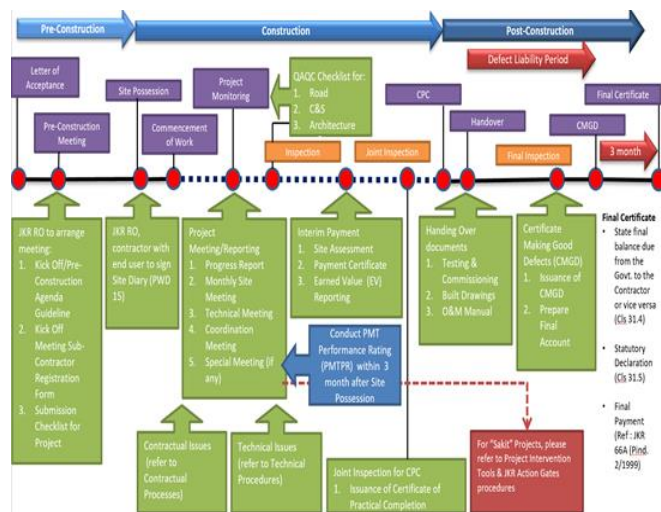 Pre-Construction
Construction
Post-Construction
Defect Liability Period
Letter of
Acceptance
Pre-Construction
Meeting
Site Possession
Commencement
of Work
Project
Monitoring
QAQC Checklist for:
1. Road
2. C&S
3. Architecture
Inspection
Joint Inspection
CPC
Handover
Final Inspection
CMGD
Final Certificate
3 month
JKR RO to arrange
meeting:
1. Kick Off/Pre-
Construction
Agenda
Guideline
2. Kick Off
Meeting Sub-
Contractor
Registration
Form
3. Submission
Checklist for
Project
JKR RO,
contractor with
end user to sign
Site Diary (PWD
15)
Project
Meeting/Reporting
1. Progress Report
2. Monthly Site
Meeting
3. Technical Meeting
4. Coordination
Meeting
5. Special Meeting (if
any)
Interim Payment
1. Site Assessment
2. Payment Certificate
3. Earned Value (EV)
Reporting
Conduct PMT
Performance Rating
(PMTPR) within 3
month after Site
Possession
Handing Over
documents
1. Testing &
Commissioning
2. Built Drawings
3. O&M Manual
Certificate
Making Good
Defects (CMGD)
1. Issuance of
CMGD
2. Prepare
Final
Account
Final Certificate
• State final
balance due
from the
Govt. to the
Contractor
or vice versa
(Cls 31.4)
• Statutory
Declaration
(Cls 31.5)
• Final
Payment
(Ref : JKR
66A (Pind.
2/1999)
Contractual Issues
(refer to
Contractual
Processes)
Technical Issues
(refer to Technical
Procedures)
Joint Inspection for CPC
1. Issuance of Certificate of
Practical Completion
For "Sakit" Projects, please
refer to Project Intervention
Tools & JKR Action Gates
procedures